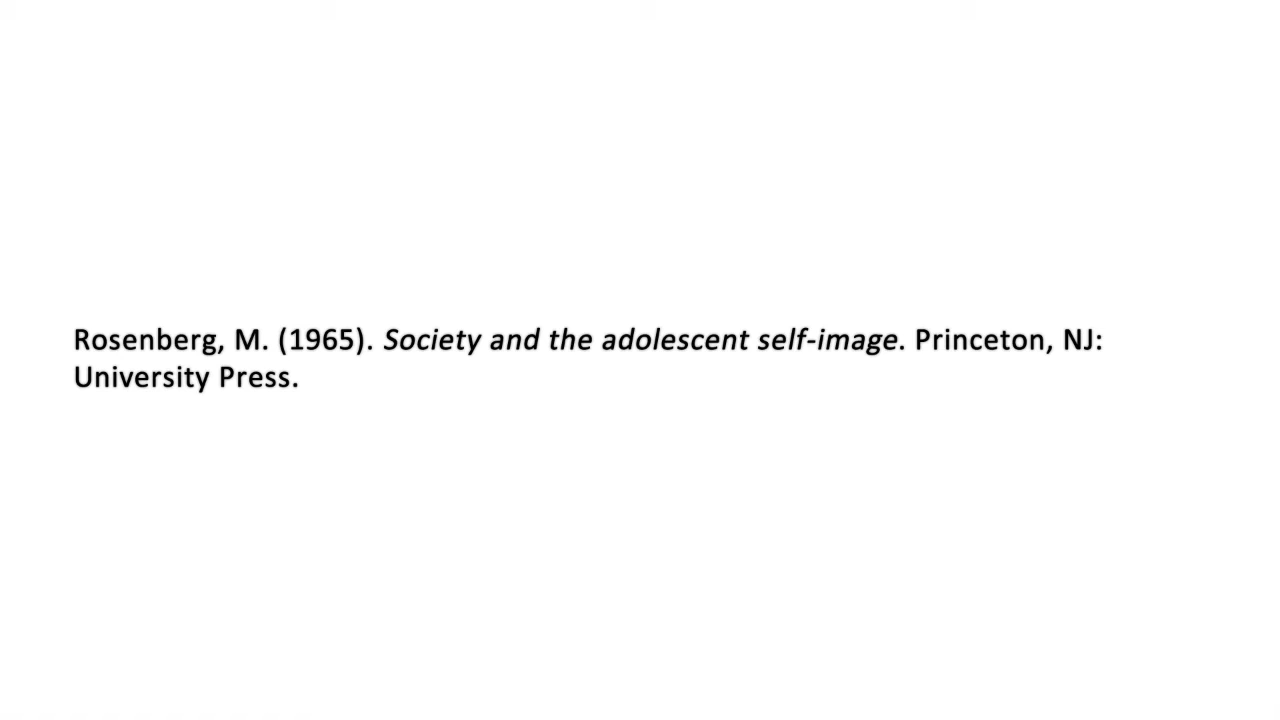 Rosenberg, M. (1965). Society and the adolescent self-image. Princeton, NJ:
University Press.